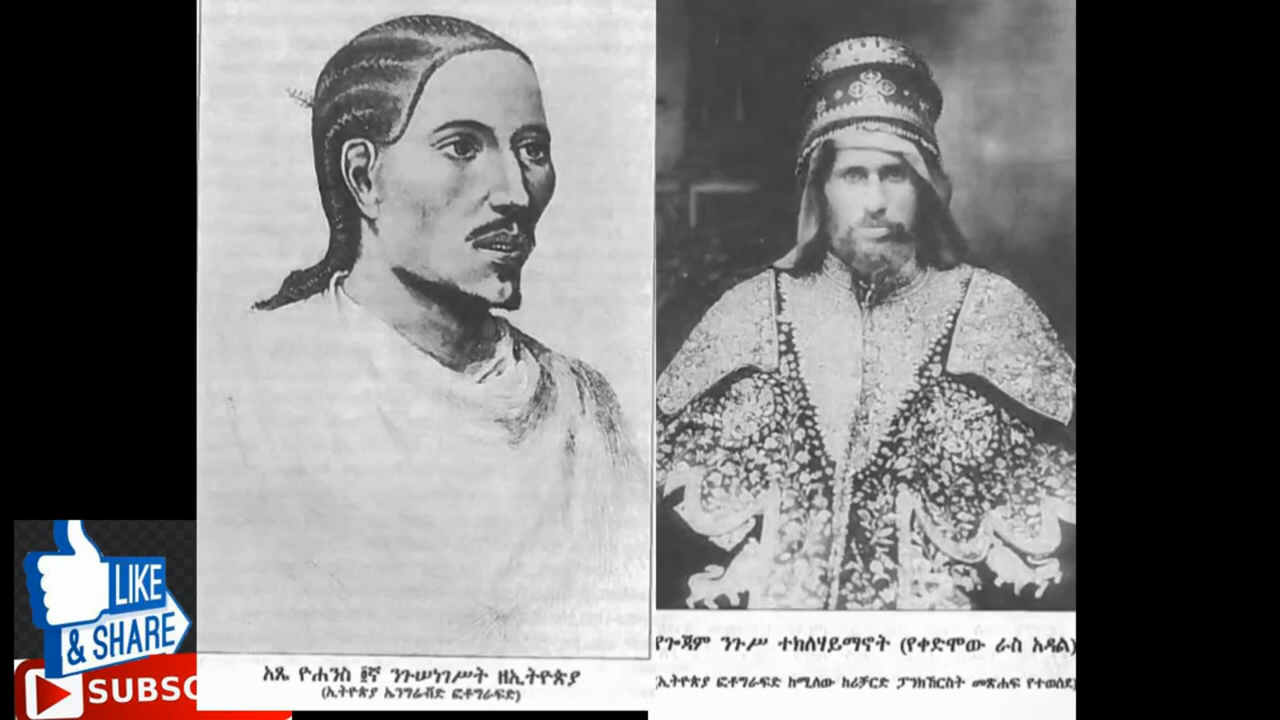 LIKE
& SHARE
SUBSC
አጼ ዮሐንስ ፬ኛ ንጉሠነገሥት ዘኢትዮጵያ
(ኢትዮጵያ ኤንግሬቭድ ፎቶግራፍድ)
የጐጃም ንጉሥ ተክለሃይማኖት (የቀድሞው ራስ አዳል)
ኢትዮጵያ ፎቶግራፍድ ከሚለው ከሪቻርድ ፓንክኸርስት መጽሐፍ የተወሰደ